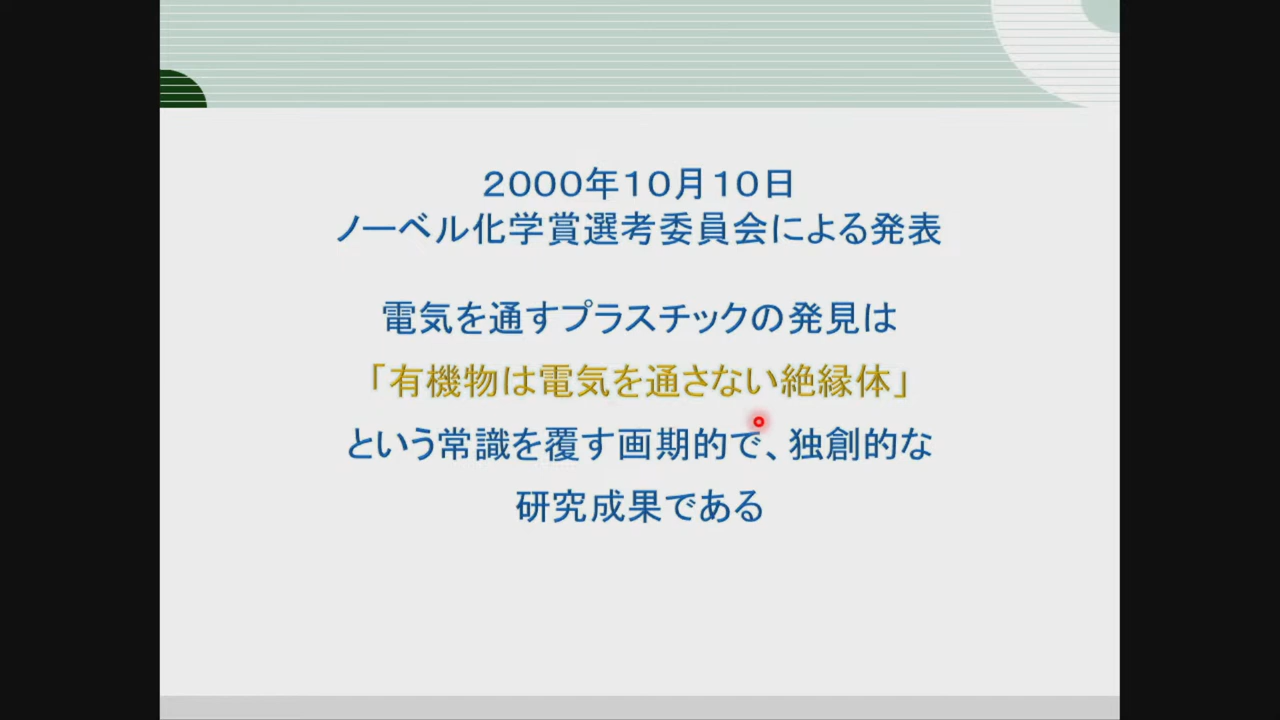 ２０００年１０月１０日
ノーベル化学賞選考委員会による発表
電気を通すプラスチックの発見は
「有機物は電気を通さない絶縁体」
という常識を覆す画期的で、独創的な
研究成果である